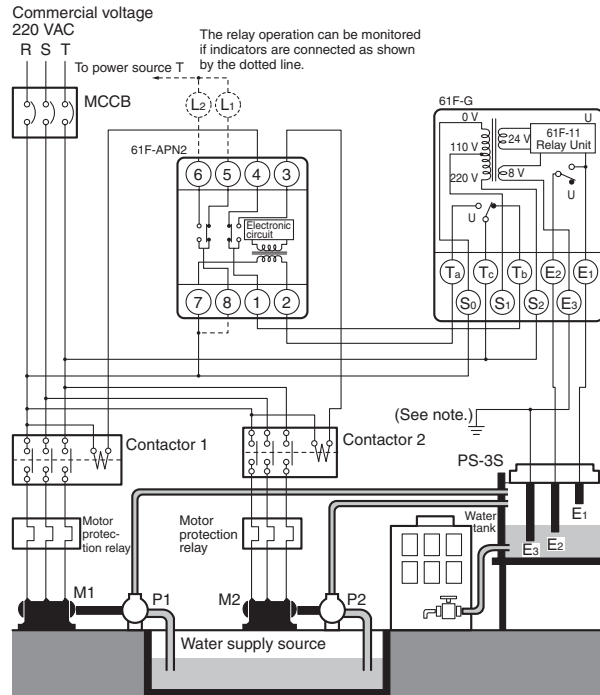 Commercial voltage
220 VAC
R S T
The relay operation can be monitored
if indicators are connected as shown
by the dotted line.
To power source T
MCCB
L2 L1
61F-APN2
6 5 4 3
Electronic
circuit
7 8 1 2
61F-G
0 V
110 V
220 V
24 V
8 V
U
61F-11
Relay Unit
U
U
Ta Tc Tb E2 E1
S0 S1 S2 E3
(See note.)
Contactor 1
Contactor 2
PS-3S
Motor
protec-
tion relay
Motor
protection
relay
Water
tank
E1
E2
E3
M1
P1
M2
P2
Water supply source